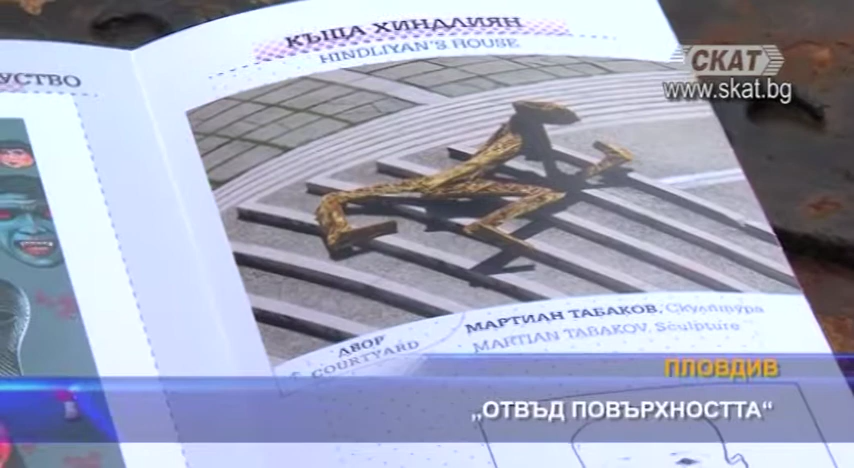 УСТВО
КЪЩА ХИНДЛИЯН
HINDLIYAN'S HOUSE
СКАТ
www.skat.bg
ДВОР
COURTYARD
МАРТИАН ТАБАКОВ, Скулптура
MARTIAN TABAKOV, Sculpture
ПЛОВДИВ
„ОТВЪД ПОВЪРХНОСТТА“